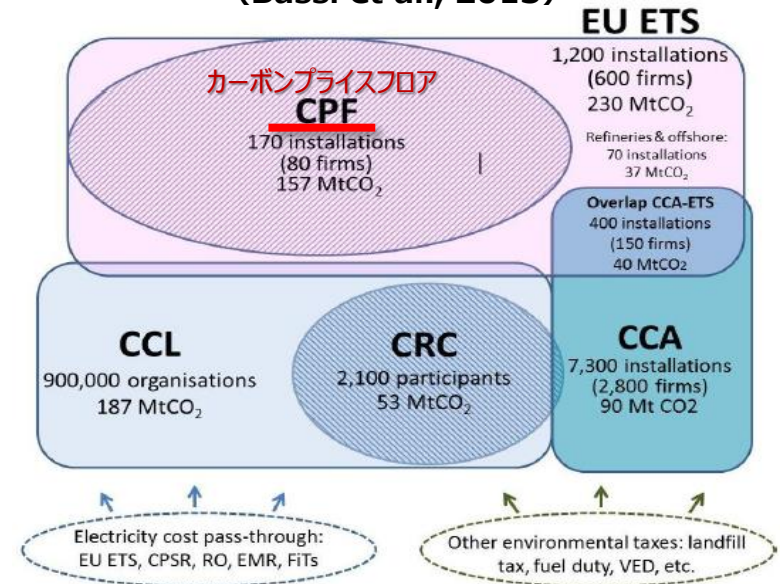 (Bassi et al., 2013)
EU ETS
1,200 installations
(600 firms)
230 MtCO₂
Refineries & offshore:
70 installations
37 MtCO₂
カーボンプライスフロア
CPF
170 installations
(80 firms)
157 MtCO₂
Overlap CCA-ETS
400 installations
(150 firms)
40 MtCO2
CCL
900,000 organisations
187 MtCO₂
CRC
2,100 participants
53 MtCO₂
CCA
7,300 installations
(2,800 firms)
90 Mt CO2
Electricity cost pass-through:
EU ETS, CPSR, RO, EMR, FiTs
Other environmental taxes: landfill
tax, fuel duty, VED, etc.